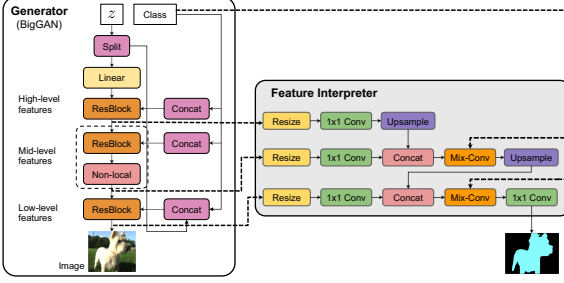 Generator
(BigGAN)
z
Class
Split
Linear
High-level
features
ResBlock
Concat
Mid-level
features
ResBlock
Concat
Non-local
Low-level
features
ResBlock
Concat
Image
Feature Interpreter
Resize
1x1 Conv
Upsample
Resize
1x1 Conv
Concat
Mix-Conv
Upsample
Resize
1x1 Conv
Concat
Mix-Conv
1x1 Conv